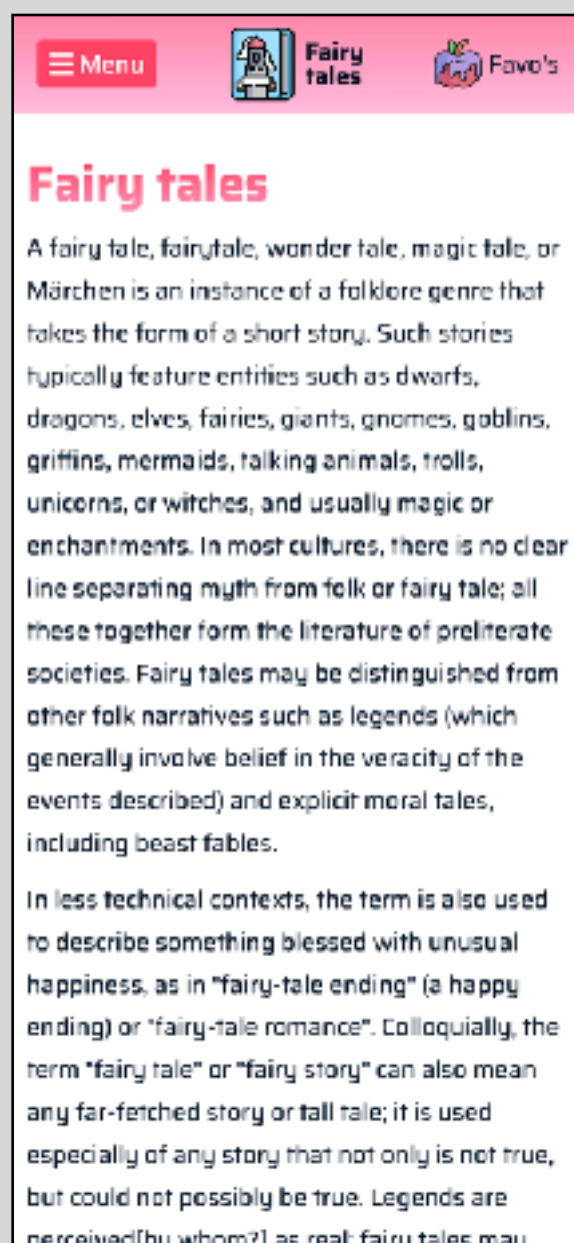 Menu
Fairy
tales
Favo's
Fairy tales
A fairy tale, fairytale, wonder tale, magic tale, or
Märchen is an instance of a folklore genre that
takes the form of a short story. Such stories
typically feature entities such as dwarfs,
dragons, elves, fairies, giants, gnomes, goblins,
griffins, mermaids, talking animals, trolls,
unicorns, or witches, and usually magic or
enchantments. In most cultures, there is no clear
line separating myth from folk or fairy tale; all
these together form the literature of preliterate
societies. Fairy tales may be distinguished from
other folk narratives such as legends (which
generally involve belief in the veracity of the
events described) and explicit moral tales,
including beast fables.
In less technical contexts, the term is also used
to describe something blessed with unusual
happiness, as in "fairy-tale ending" (a happy
ending) or "fairy-tale romance". Colloquially, the
term "fairy tale" or "fairy story" can also mean
any far-fetched story or tall tale; it is used
especially of any story that not only is not true,
but could not possibly be true. Legends are
perceived[by whom?] as real; fairy tales may